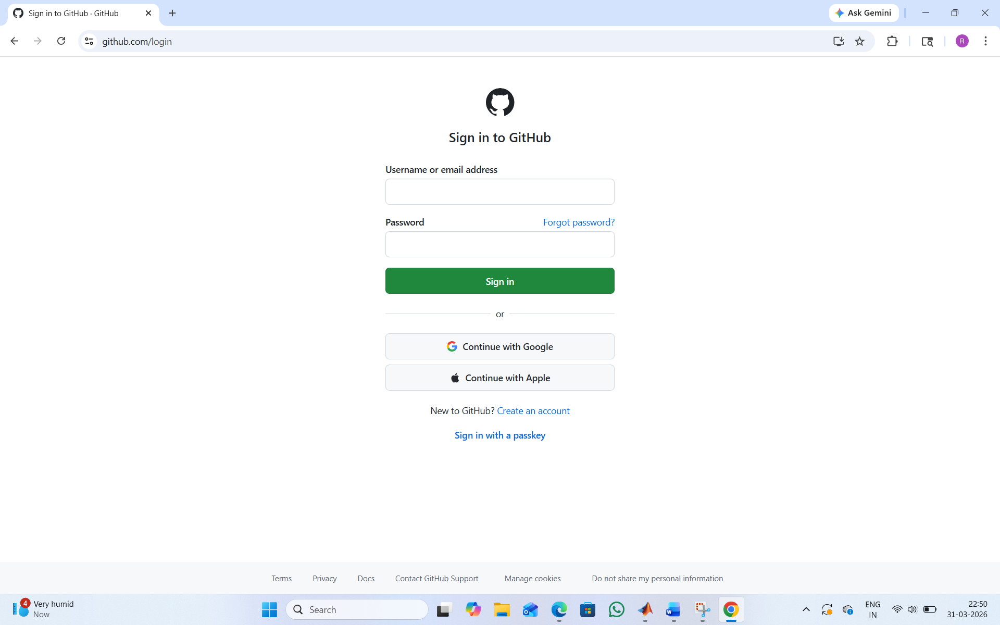 Sign in to GitHub · GitHub
Ask Gemini
github.com/login
R
Sign in to GitHub
Username or email address
Password
Forgot password?
Sign in
or
Continue with Google
Continue with Apple
New to GitHub? Create an account
Sign in with a passkey
Terms
Privacy
Docs
Contact GitHub Support
Manage cookies
Do not share my personal information
4
Very humid
Now
Search
ENG
IN
22:50
31-03-2026